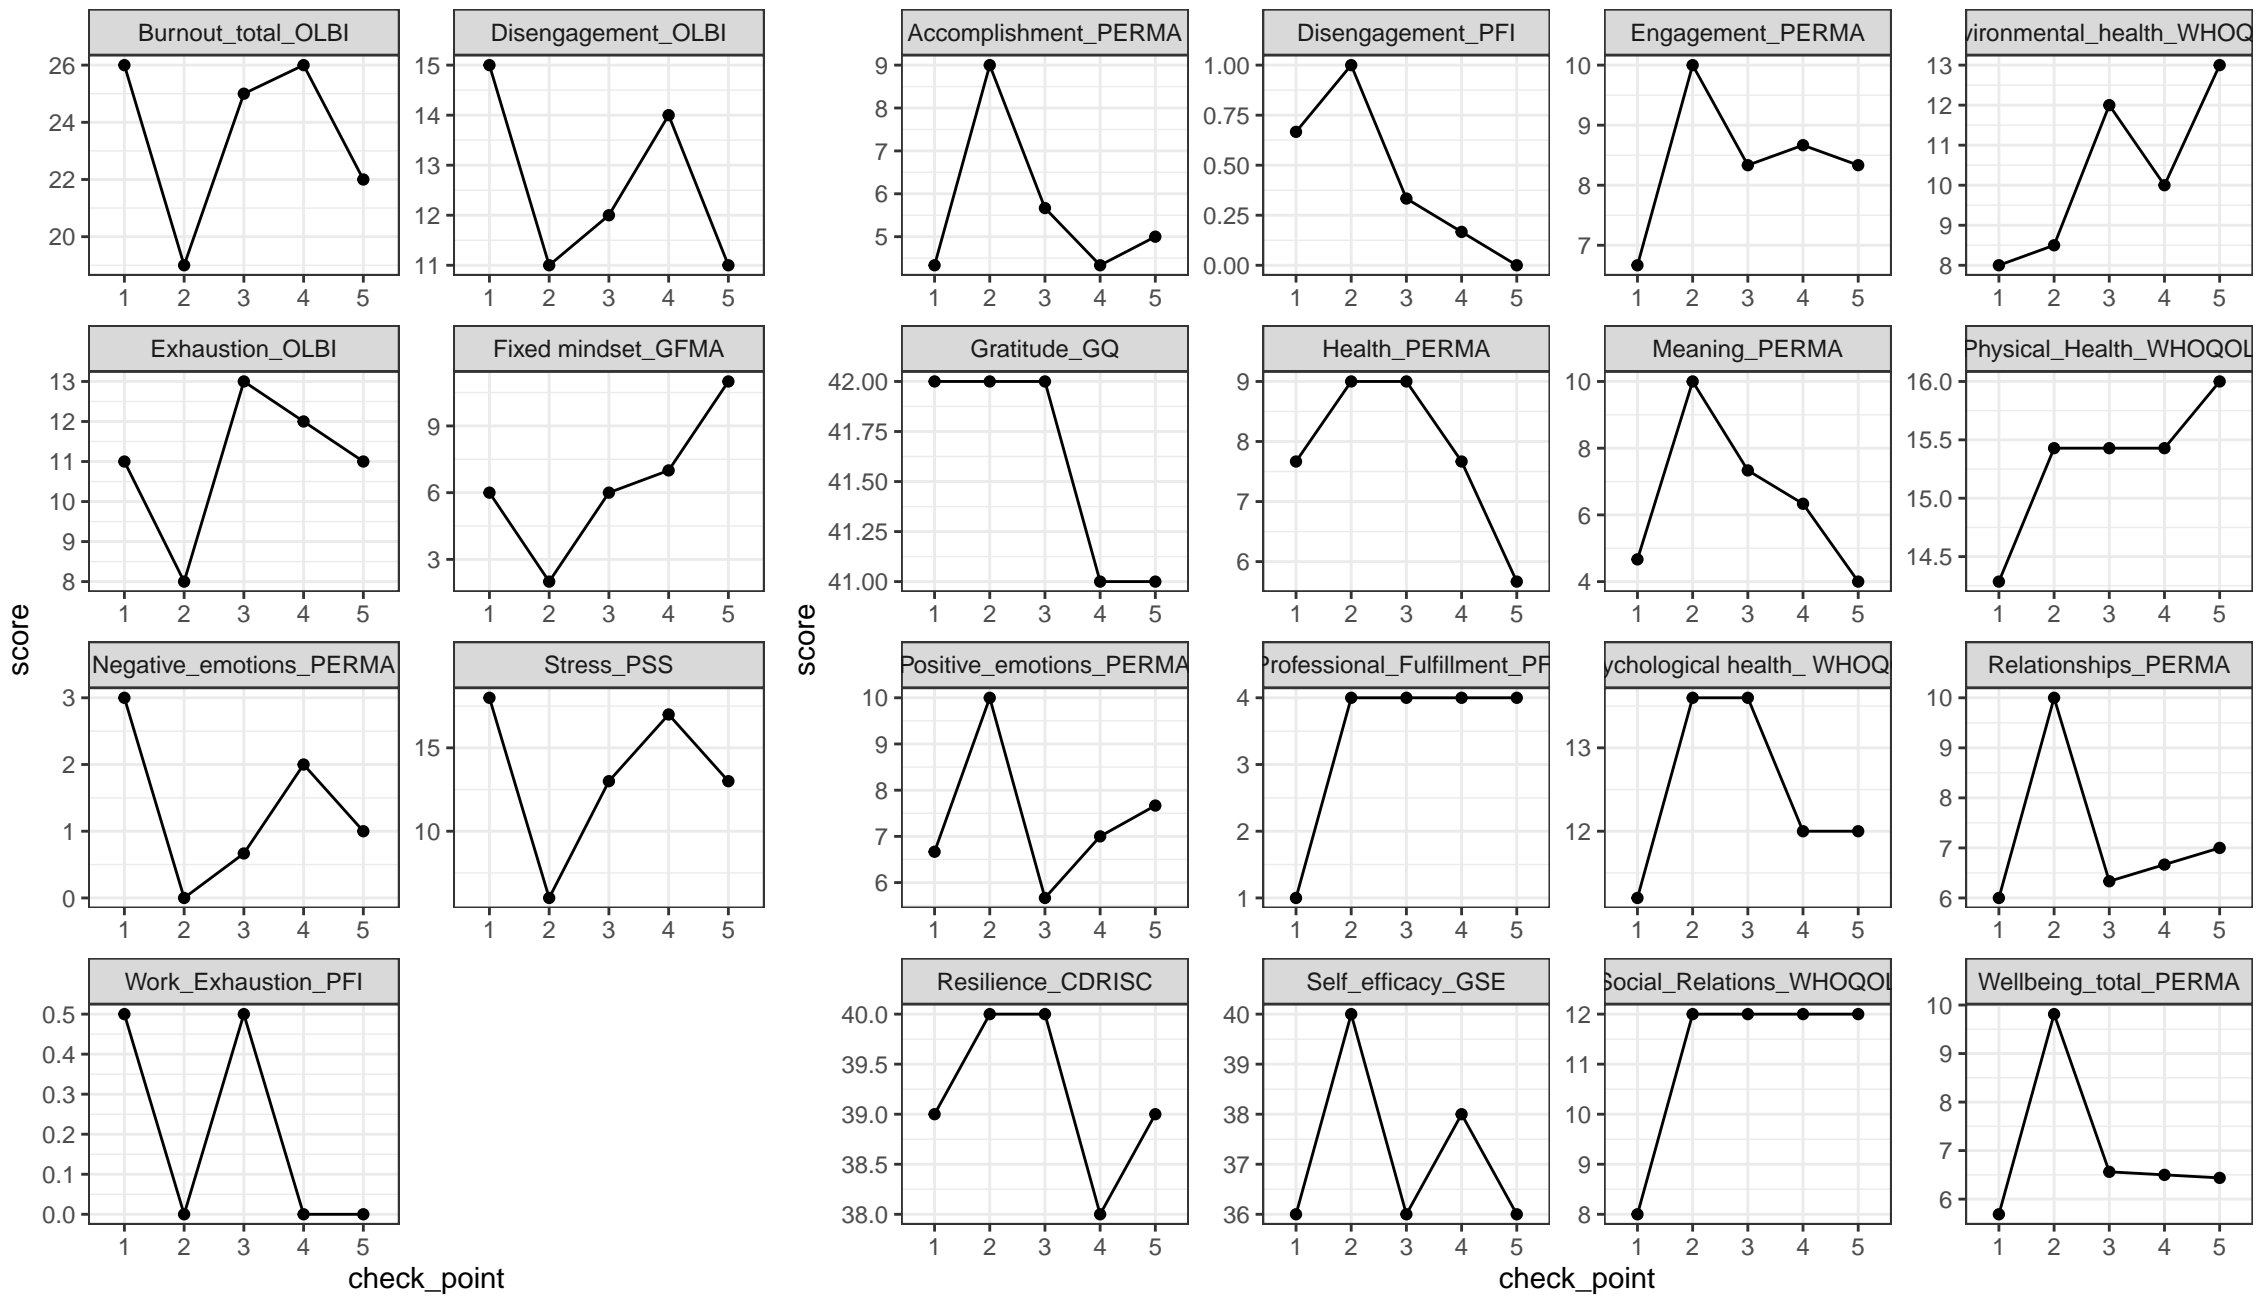 Burnout_total_OLBI
26
24
22
20
1 2 3 4 5
Disengagement_OLBI
15
14
13
12
11
1 2 3 4 5
Exhaustion_OLBI
13
12
11
10
9
8
1 2 3 4 5
Fixed mindset_GFMA
9
6
3
1 2 3 4 5
Negative_emotions_PERMA
3
2
1
0
1 2 3 4 5
Stress_PSS
15
10
1 2 3 4 5
Work_Exhaustion_PFI
0.5
0.4
0.3
0.2
0.1
0.0
1 2 3 4 5
score
check_point
Accomplishment_PERMA
9
8
7
6
5
1 2 3 4 5
Disengagement_PFI
1.00
0.75
0.50
0.25
0.00
1 2 3 4 5
Engagement_PERMA
10
9
8
7
1 2 3 4 5
vironmental_health_WHOQ
13
12
11
10
9
8
1 2 3 4 5
Gratitude_GQ
42.00
41.75
41.50
41.25
41.00
1 2 3 4 5
Health_PERMA
9
8
7
6
1 2 3 4 5
Meaning_PERMA
10
8
6
4
1 2 3 4 5
Physical_Health_WHOQOL
16.0
15.5
15.0
14.5
1 2 3 4 5
Positive_emotions_PERMA
10
9
8
7
6
1 2 3 4 5
Professional_Fulfillment_PF
4
3
2
1
1 2 3 4 5
ychological health_ WHOQ
13
12
1 2 3 4 5
Relationships_PERMA
10
9
8
7
6
1 2 3 4 5
Resilience_CDRISC
40.0
39.5
39.0
38.5
38.0
1 2 3 4 5
Self_efficacy_GSE
40
39
38
37
36
1 2 3 4 5
Social_Relations_WHOQOL
12
11
10
9
8
1 2 3 4 5
Wellbeing_total_PERMA
10
9
8
7
6
1 2 3 4 5
score
check_point